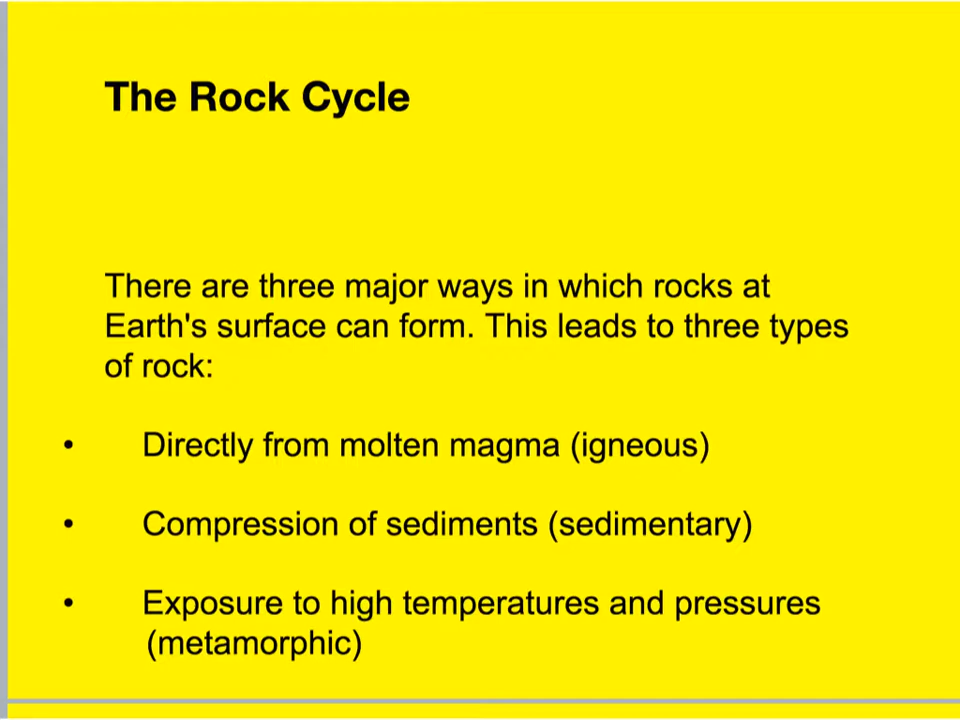 The Rock Cycle
There are three major ways in which rocks at
Earth's surface can form. This leads to three types
of rock:
• Directly from molten magma (igneous)
• Compression of sediments (sedimentary)
• Exposure to high temperatures and pressures
(metamorphic)